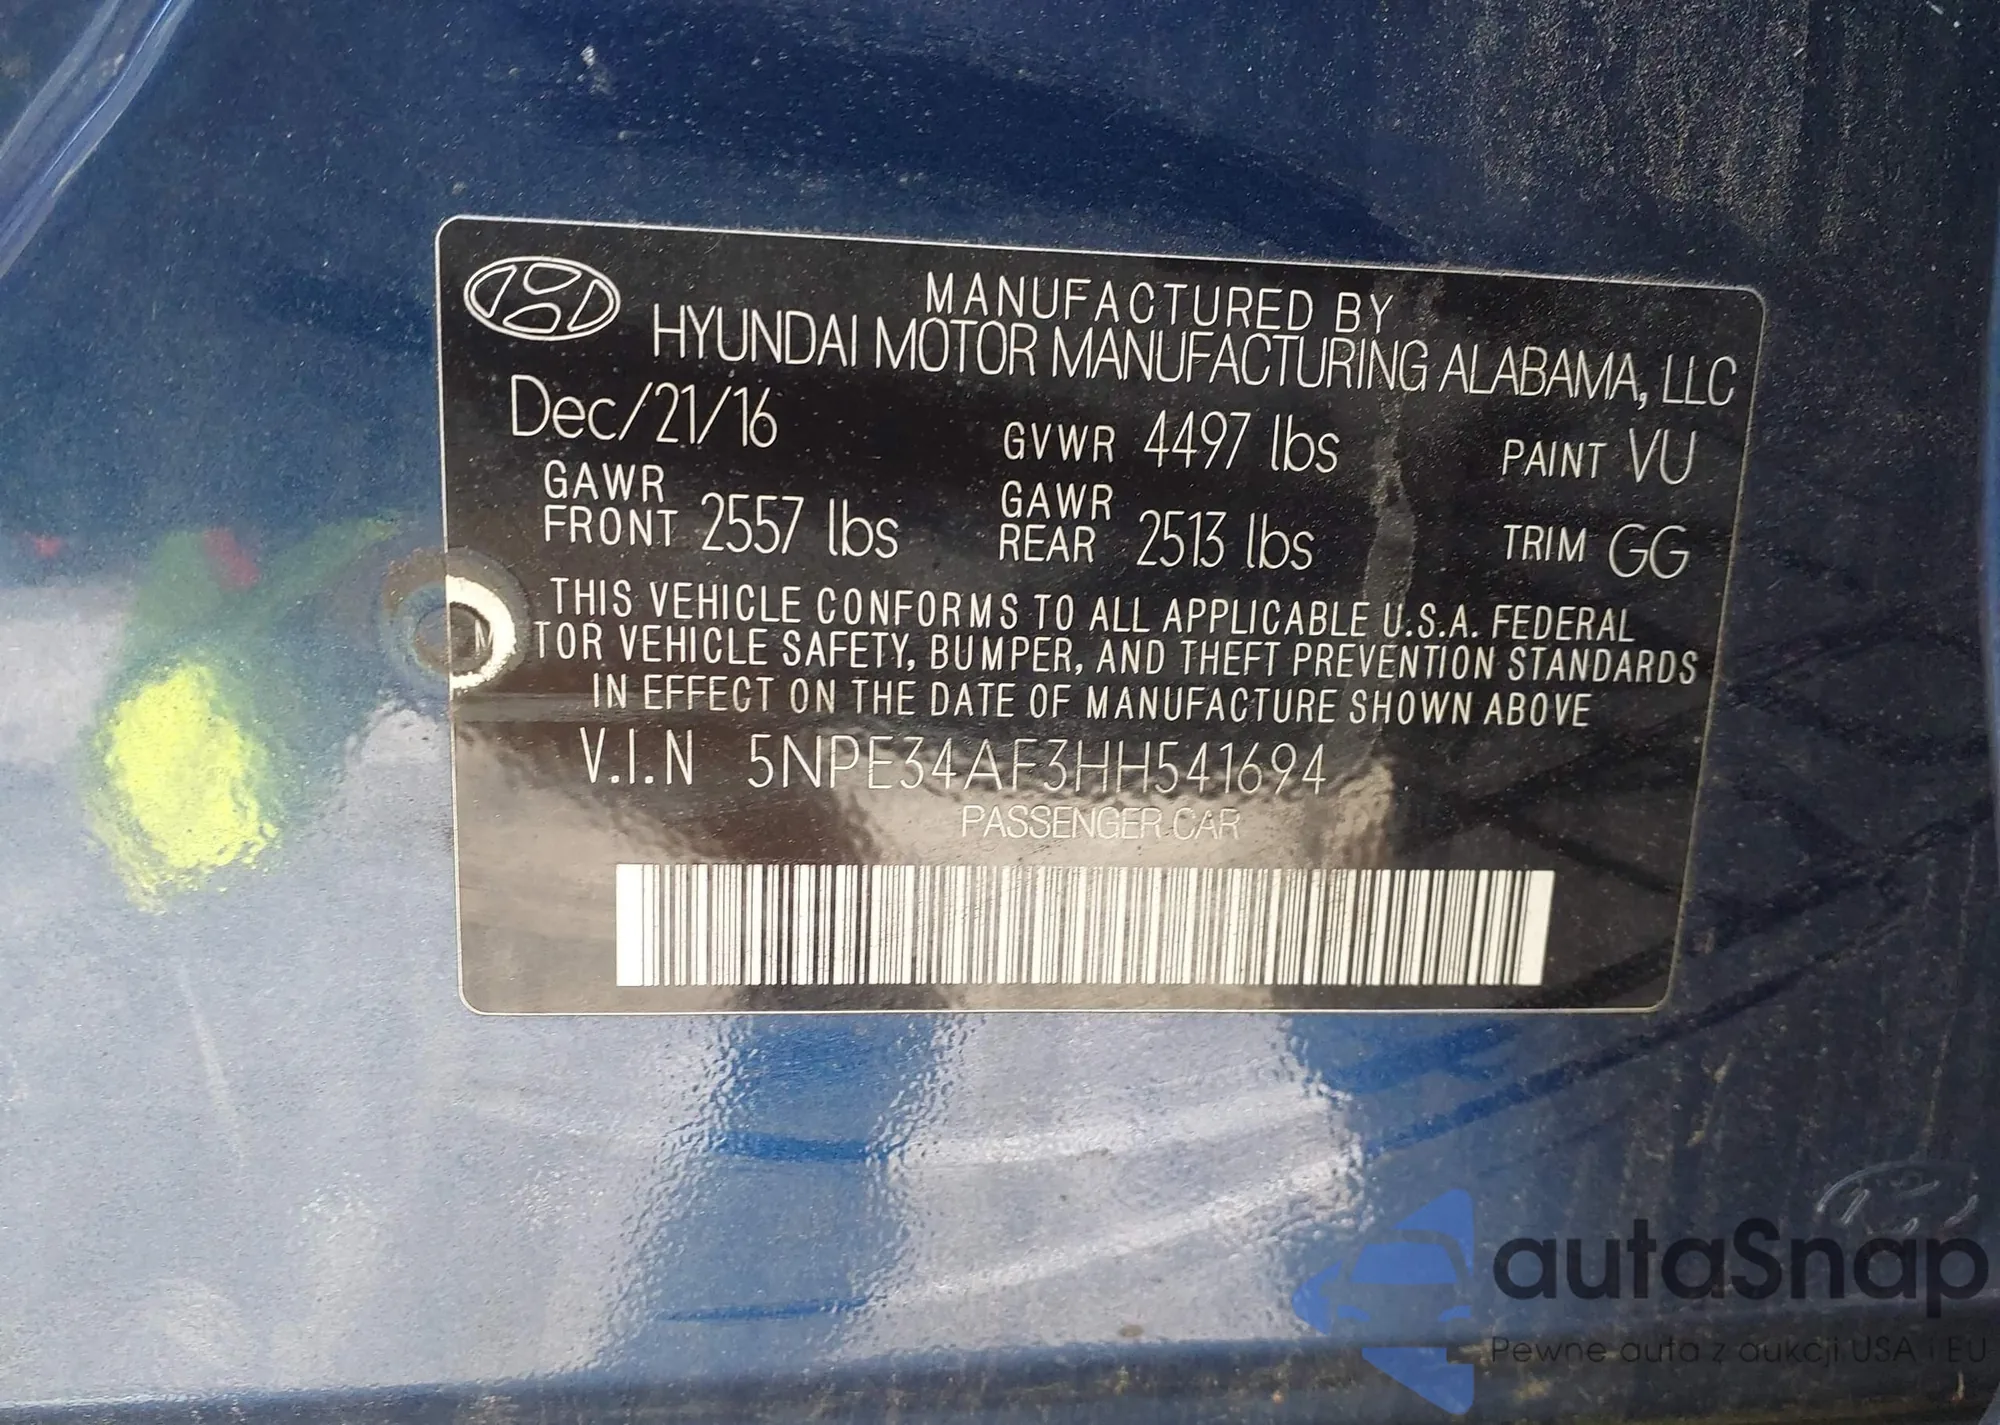 MANUFACTURED BY
HYUNDAI MOTOR MANUFACTURING ALABAMA, LLC
Dec/21/16 GVWR 4497 lbs PAINT VU
GAWR FRONT 2557 lbs GAWR REAR 2513 lbs TRIM GG
THIS VEHICLE CONFORMS TO ALL APPLICABLE U.S.A. FEDERAL
M TOR VEHICLE SAFETY, BUMPER, AND THEFT PREVENTION STANDARDS
IN EFFECT ON THE DATE OF MANUFACTURE SHOWN ABOVE
V.I.N 5NPE34AF3HH541694
PASSENGER CAR
autaSnap
Pewne auta z aukcji USA i EU